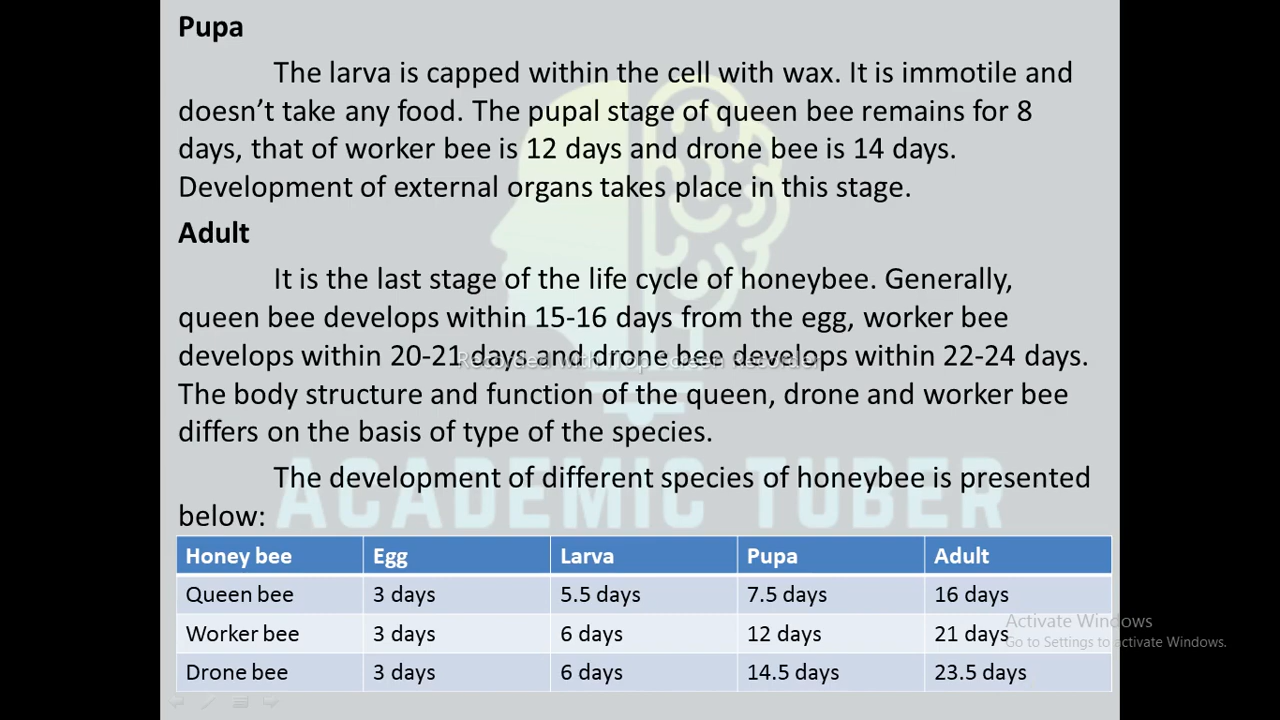 Pupa
The larva is capped within the cell with wax. It is immotile and
doesn’t take any food. The pupal stage of queen bee remains for 8
days, that of worker bee is 12 days and drone bee is 14 days.
Development of external organs takes place in this stage.
Adult
It is the last stage of the life cycle of honeybee. Generally,
queen bee develops within 15-16 days from the egg, worker bee
develops within 20-21 days and drone bee develops within 22-24 days.
Recorded with iTop Screen Recorder
The body structure and function of the queen, drone and worker bee
differs on the basis of type of the species.
The development of different species of honeybee is presented
below:
ACADEMIC TUBER
Honey bee Egg Larva Pupa Adult
Queen bee 3 days 5.5 days 7.5 days 16 days
Worker bee 3 days 6 days 12 days 21 days
Drone bee 3 days 6 days 14.5 days 23.5 days
Activate Windows
Go to Settings to activate Windows.